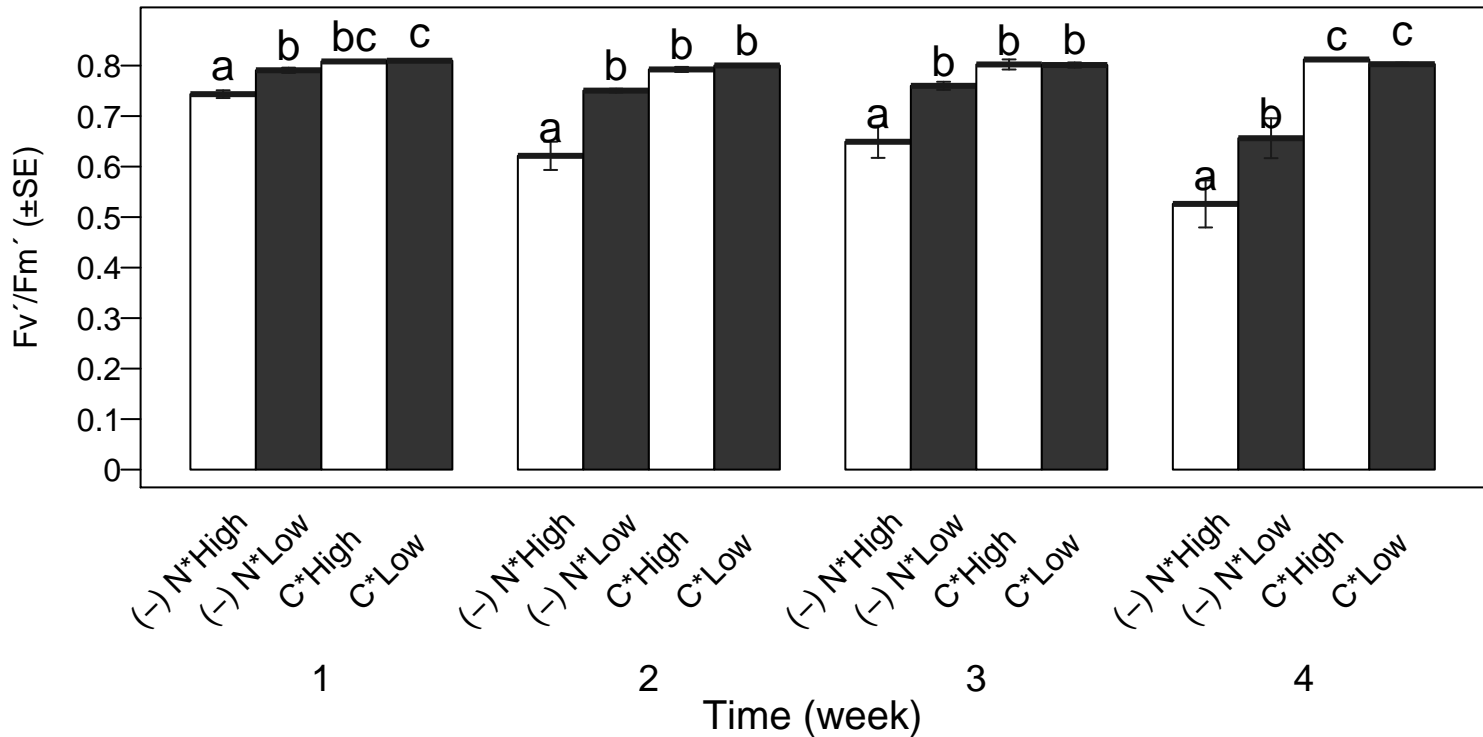 Fv´/Fm´ (±SE)
0.8
0.7
0.6
0.5
0.4
0.3
0.2
0.1
0
a b bc c
a b b b
a b b b
a b c c
(−) N*High (−) N*Low C*High C*Low
(−) N*High (−) N*Low C*High C*Low
(−) N*High (−) N*Low C*High C*Low
(−) N*High (−) N*Low C*High C*Low
1 2 3 4
Time (week)